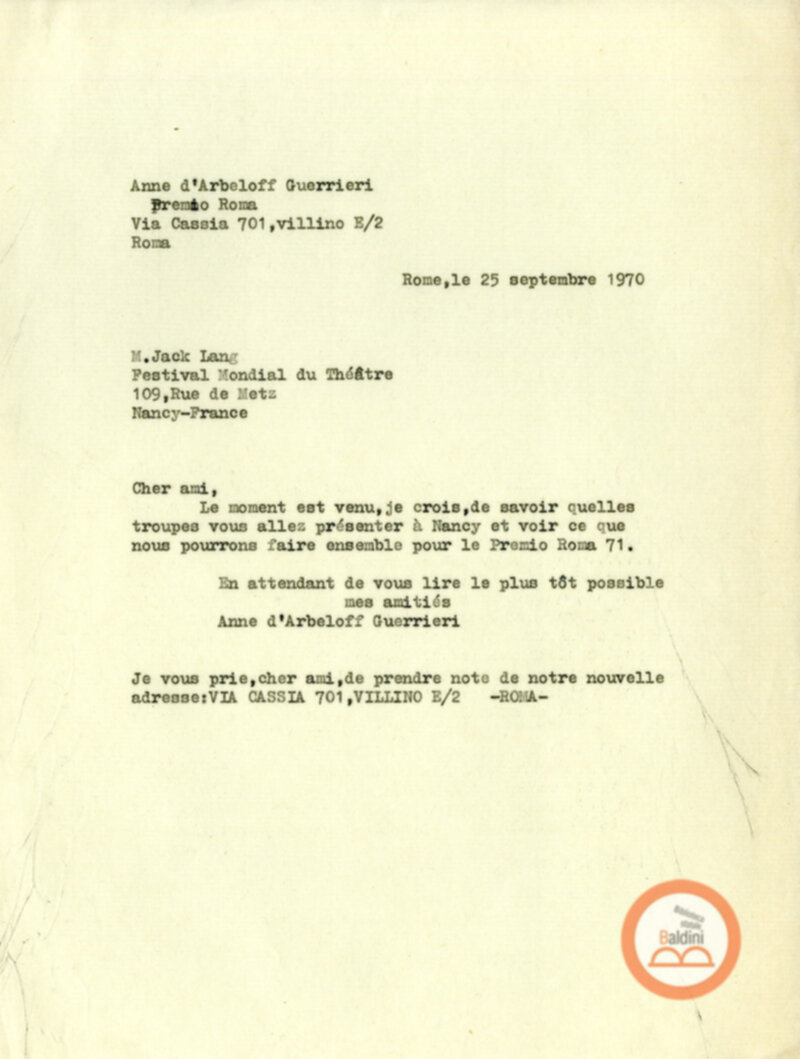 Anne d'Arbeloff Guerrieri
Premio Roma
Via Cassia 701,villino E/2
Roma
Rome,le 25 septembre 1970
M.Jack Lang
Festival Mondial du Théâtre
109,Rue de Metz
Nancy-France
Cher ami,
Le moment est venu,je crois,de savoir quelles
troupes vous allez présenter à Nancy et voir ce que
nous pourrons faire ensemble pour le Premio Roma 71.
En attendant de vous lire le plus tôt possible
mes amitiés
Anne d'Arbeloff Guerrieri
Je vous prie,cher ami,de prendre note de notre nouvelle
adresse:VIA CASSIA 701,VILLINO E/2 -ROMA-
Biblioteca
statale
Baldini